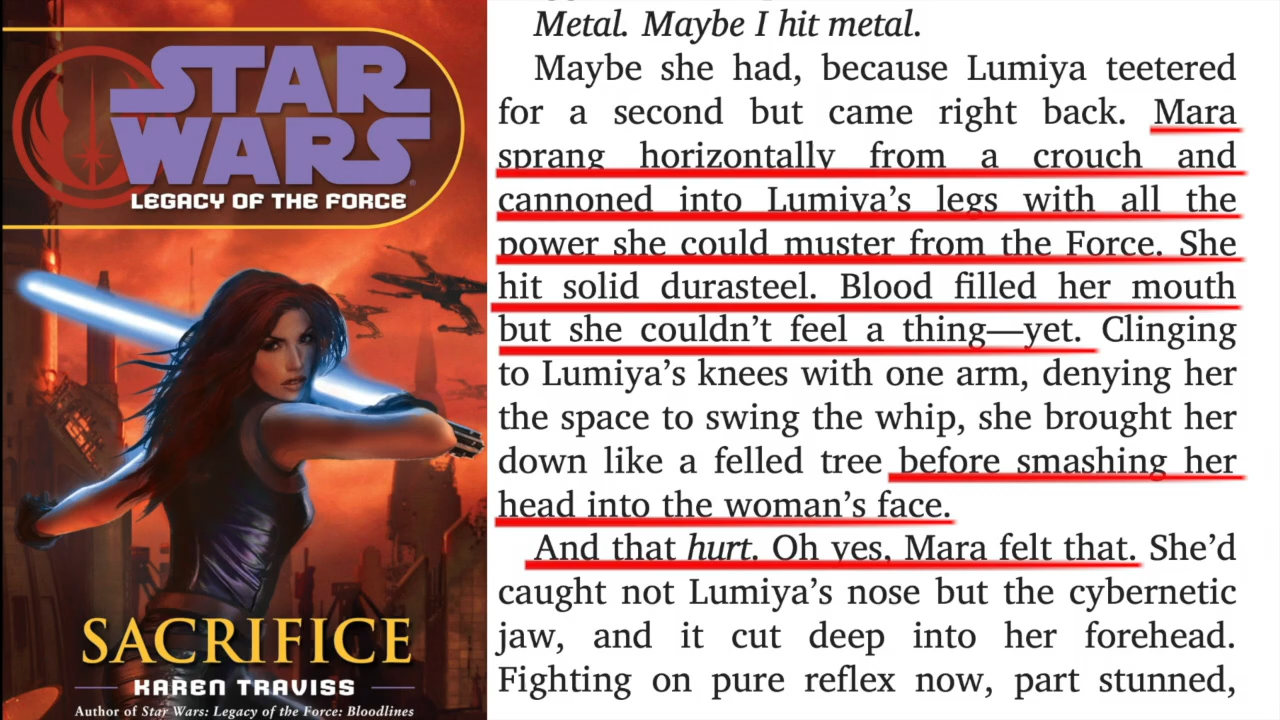 STAR
WARS
LEGACY OF THE FORCE
SACRIFICE
KAREN TRAVISS
Author of Star Wars: Legacy of the Force: Bloodlines
Metal. Maybe I hit metal.
Maybe she had, because Lumiya teetered
for a second but came right back. Mara
sprang horizontally from a crouch and
cannoned into Lumiya’s legs with all the
power she could muster from the Force. She
hit solid durasteel. Blood filled her mouth
but she couldn’t feel a thing—yet. Clinging
to Lumiya’s knees with one arm, denying her
the space to swing the whip, she brought her
down like a felled tree before smashing her
head into the woman’s face.
And that hurt. Oh yes, Mara felt that. She’d
caught not Lumiya’s nose but the cybernetic
jaw, and it cut deep into her forehead.
Fighting on pure reflex now, part stunned,